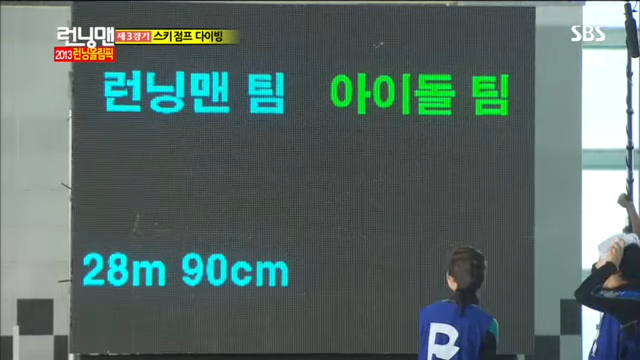 런닝맨 제3경기 스키 점프 다이빙
2013 런닝올림픽
SBS
런닝맨 팀 아이돌 팀
28m 90cm
R